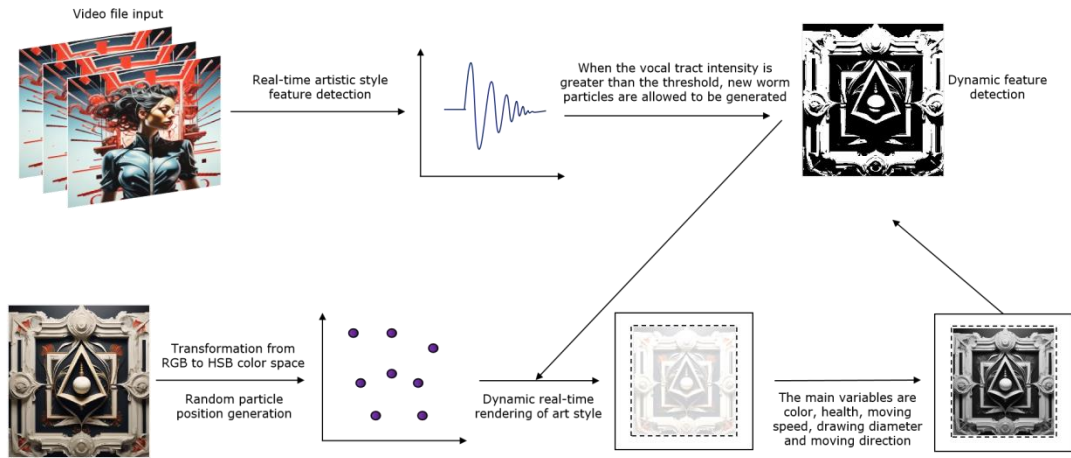 Video file input
Real-time artistic style
feature detection
When the vocal tract intensity is
greater than the threshold, new worm
particles are allowed to be generated
Dynamic feature
detection
Transformation from
RGB to HSB color space
Random particle
position generation
Dynamic real-time
rendering of art style
The main variables are
color, health, moving
speed, drawing diameter
and moving direction